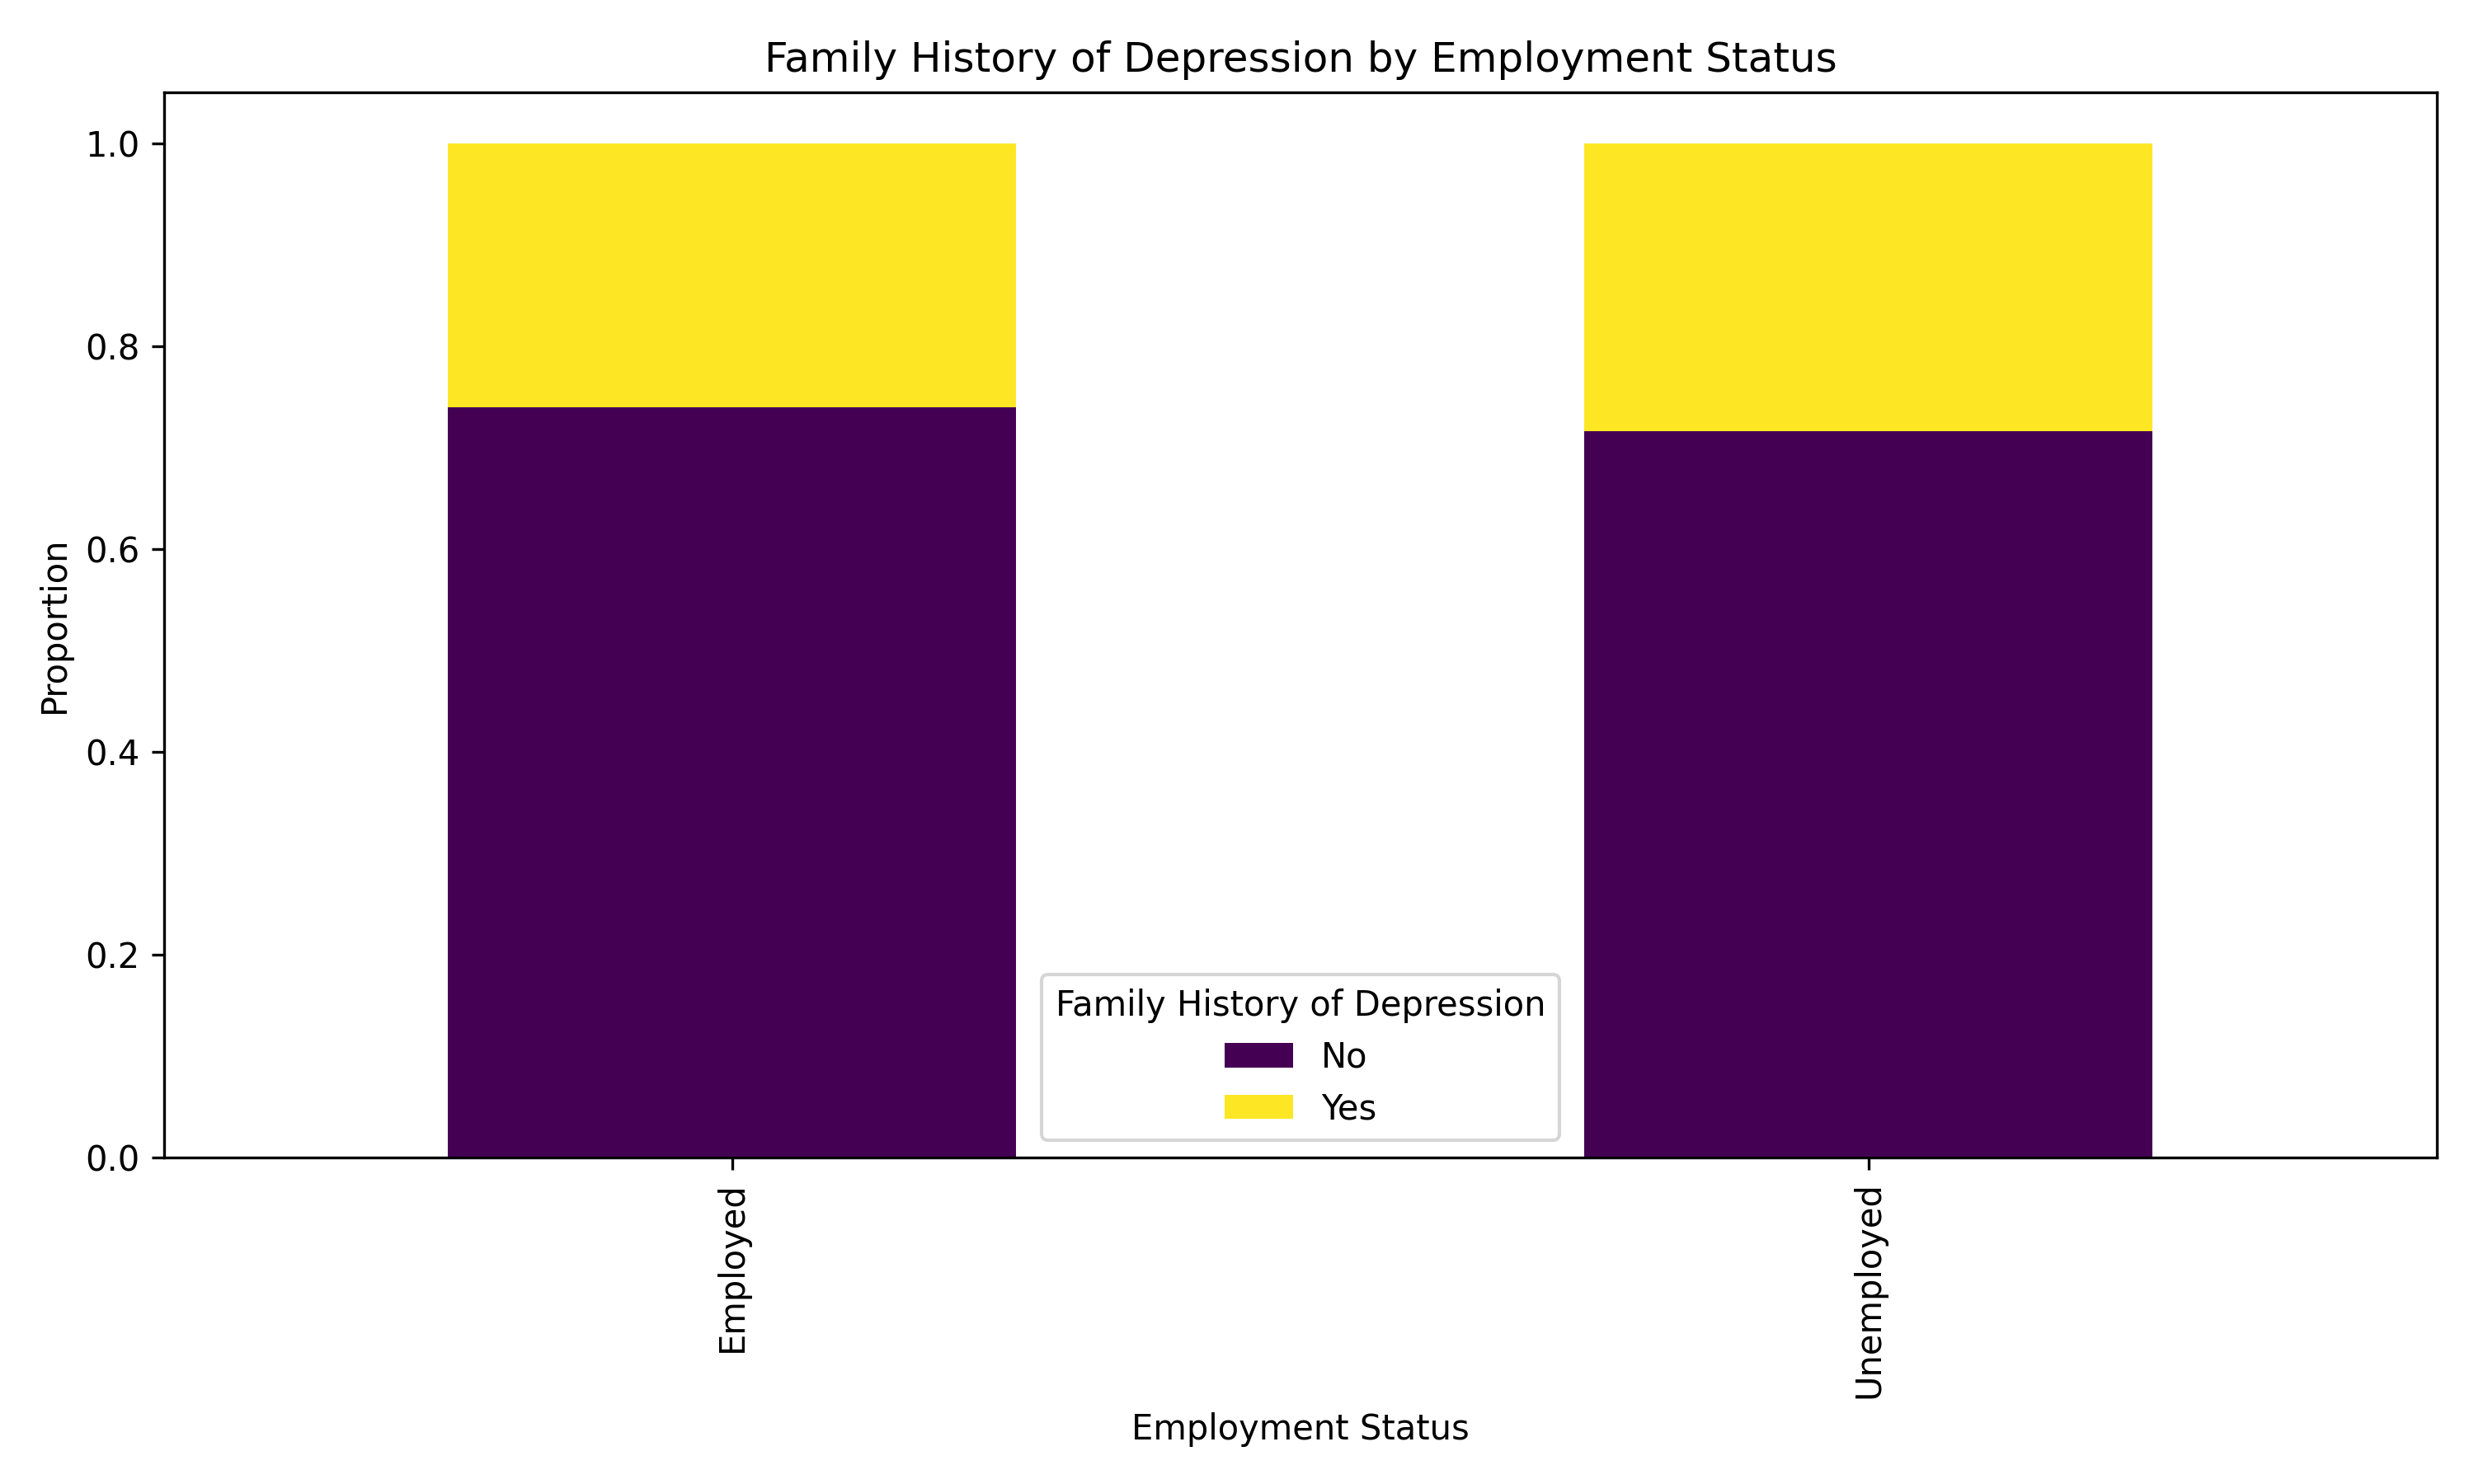 Family History of Depression by Employment Status
1.0
0.8
0.6
0.4
0.2
0.0
Proportion
Family History of Depression
No
Yes
Employed
Unemployed
Employment Status